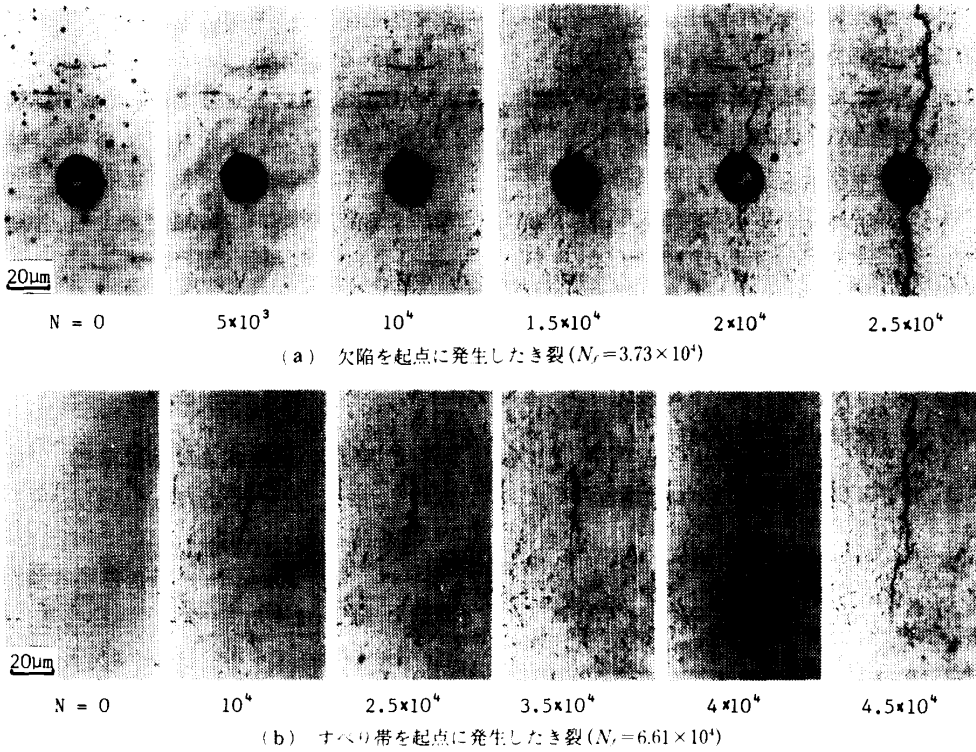 20μm
N = 0 5×10³ 10⁴ 1.5×10⁴ 2×10⁴ 2.5×10⁴
(a) 欠陥を起点に発生したき裂(N_f=3.73×10⁴)
20μm
N = 0 10⁴ 2.5×10⁴ 3.5×10⁴ 4×10⁴ 4.5×10⁴
(b) すべり帯を起点に発生したき裂(N_f=6.61×10⁴)